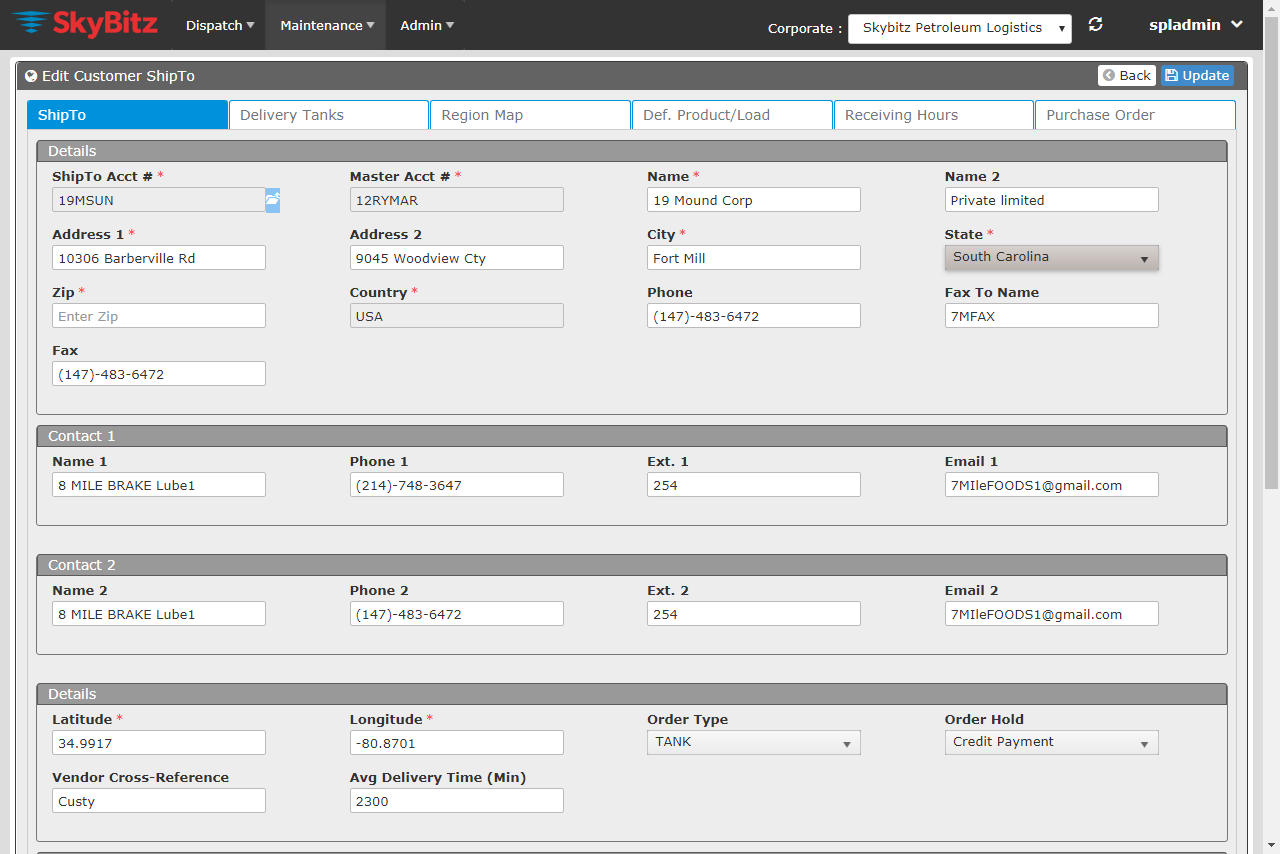 SkyBitz Dispatch Maintenance Admin Corporate : Skybitz Petroleum Logistics spladmin
Edit Customer ShipTo Back Update
ShipTo Delivery Tanks Region Map Def. Product/Load Receiving Hours Purchase Order
Details
ShipTo Acct # * Master Acct # * Name * Name 2
19MSUN 12RYMAR 19 Mound Corp Private limited
Address 1 * Address 2 City * State *
10306 Barberville Rd 9045 Woodview Cty Fort Mill South Carolina
Zip * Country * Phone Fax To Name
Enter Zip USA (147)-483-6472 7MFAX
Fax
(147)-483-6472
Contact 1
Name 1 Phone 1 Ext. 1 Email 1
8 MILE BRAKE Lube1 (214)-748-3647 254 7MIleFOODS1@gmail.com
Contact 2
Name 2 Phone 2 Ext. 2 Email 2
8 MILE BRAKE Lube1 (147)-483-6472 254 7MIleFOODS1@gmail.com
Details
Latitude * Longitude * Order Type Order Hold
34.9917 -80.8701 TANK Credit Payment
Vendor Cross-Reference Avg Delivery Time (Min)
Custy 2300